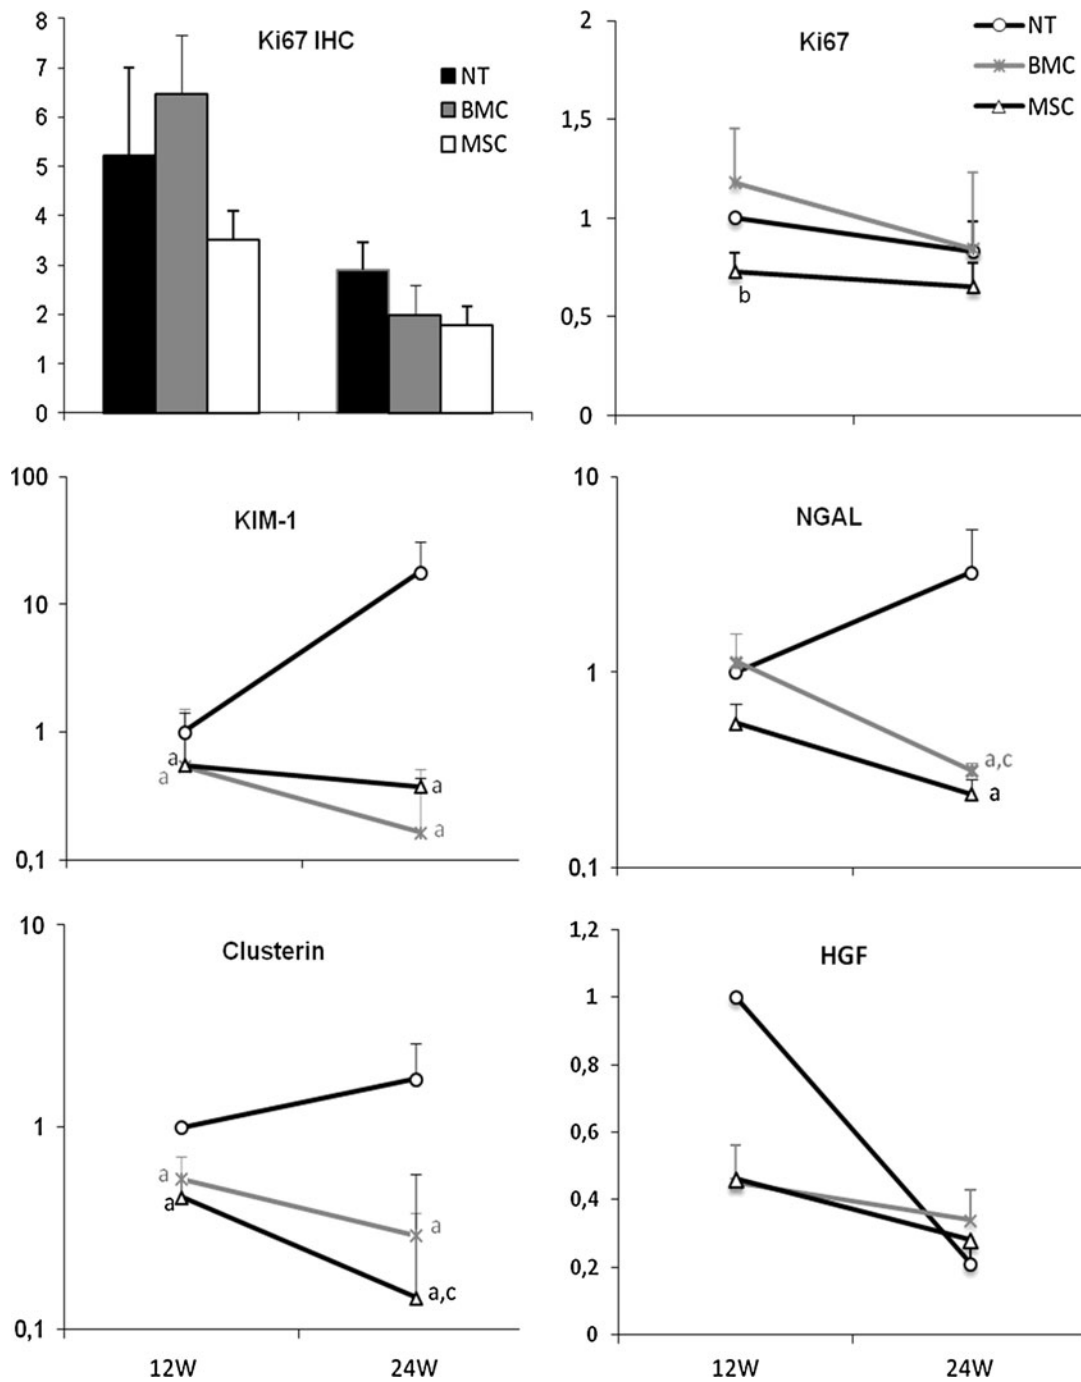 Ki67 IHC
8
7
6
5
4
3
2
1
0
NT
BMC
MSC
Ki67
2
1,5
1
0,5
0
NT
BMC
MSC
b
KIM-1
100
10
1
0,1
a
a
a
a
NGAL
10
1
0.1
a,c
a
Clusterin
10
1
0,1
a
a
a
a,c
12W 24W
HGF
1,2
1
0,8
0,6
0,4
0,2
0
12W 24W